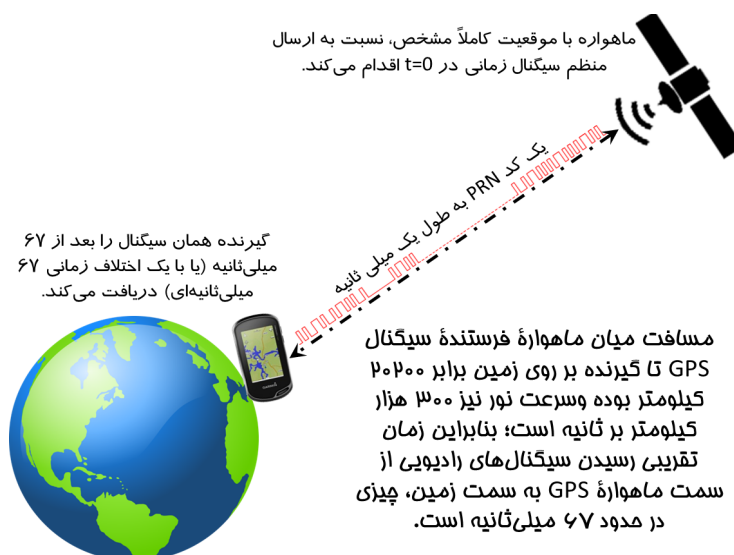 ماهواره با موقعیت کاملاً مشخص، نسبت به ارسال
منظم سیگنال زمانی در t=0 اقدام می‌کند.
یک کد PRN به طول یک میلی ثانیه
گیرنده همان سیگنال را بعد از ۶۷
میلی‌ثانیه (یا با یک اختلاف زمانی ۶۷
میلی‌ثانیه‌ای) دریافت می‌کند.
مسافت میان ماهوارهٔ فرستندهٔ سیگنال
GPS تا گیرنده بر روی زمین برابر ۲۰۲۰۰
کیلومتر بوده وسرعت نور نیز ۳۰۰ هزار
کیلومتر بر ثانیه است؛ بنابراین زمان
تقریبی رسیدن سیگنال‌های رادیویی از
سمت ماهوارهٔ GPS به سمت زمین، چیزی
در حدود ۶۷ میلی‌ثانیه است.